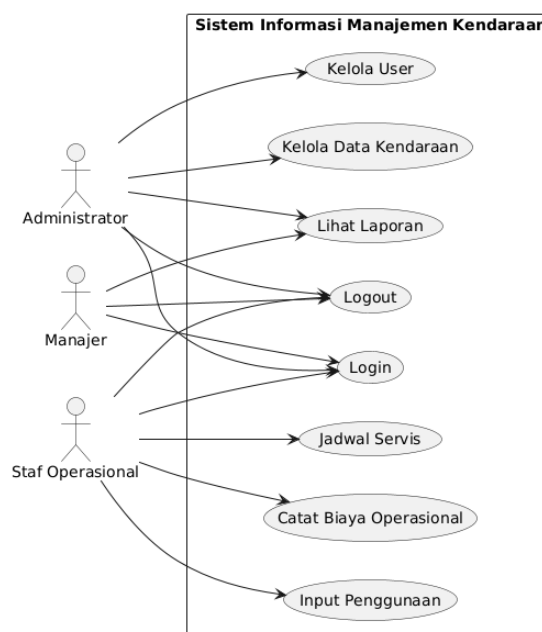 Sistem Informasi Manajemen Kendaraan
Kelola User
Kelola Data Kendaraan
Administrator
Lihat Laporan
Manajer
Logout
Login
Staf Operasional
Jadwal Servis
Catat Biaya Operasional
Input Penggunaan